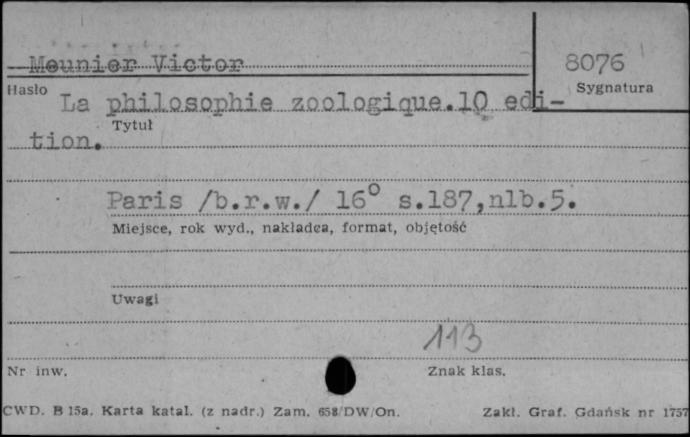 Meunier Victor
8076
Hasło
Sygnatura
La philosophie zoologique.10 edi-
Tytuł
tion.
Paris /b.r.w./ 16° s.187,nlb.5.
Miejsce, rok wyd., nakładca, format, objętość
Uwagi
113
Nr inw.
Znak klas.
CWD. B 15a. Karta katal. (z nadr.) Zam. 658/DW/On.
Zakł. Graf. Gdańsk nr 1757